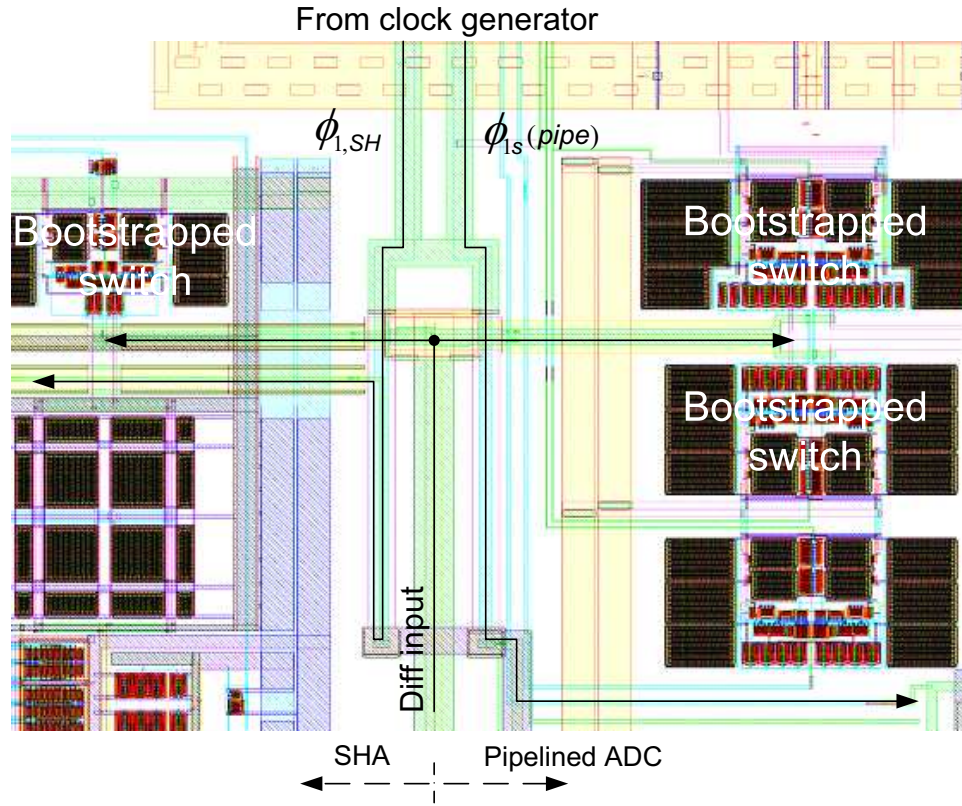 From clock generator
ϕ1,SH
ϕ1s(pipe)
Bootstrapped
switch
Bootstrapped
switch
Bootstrapped
switch
Diff input
SHA
Pipelined ADC